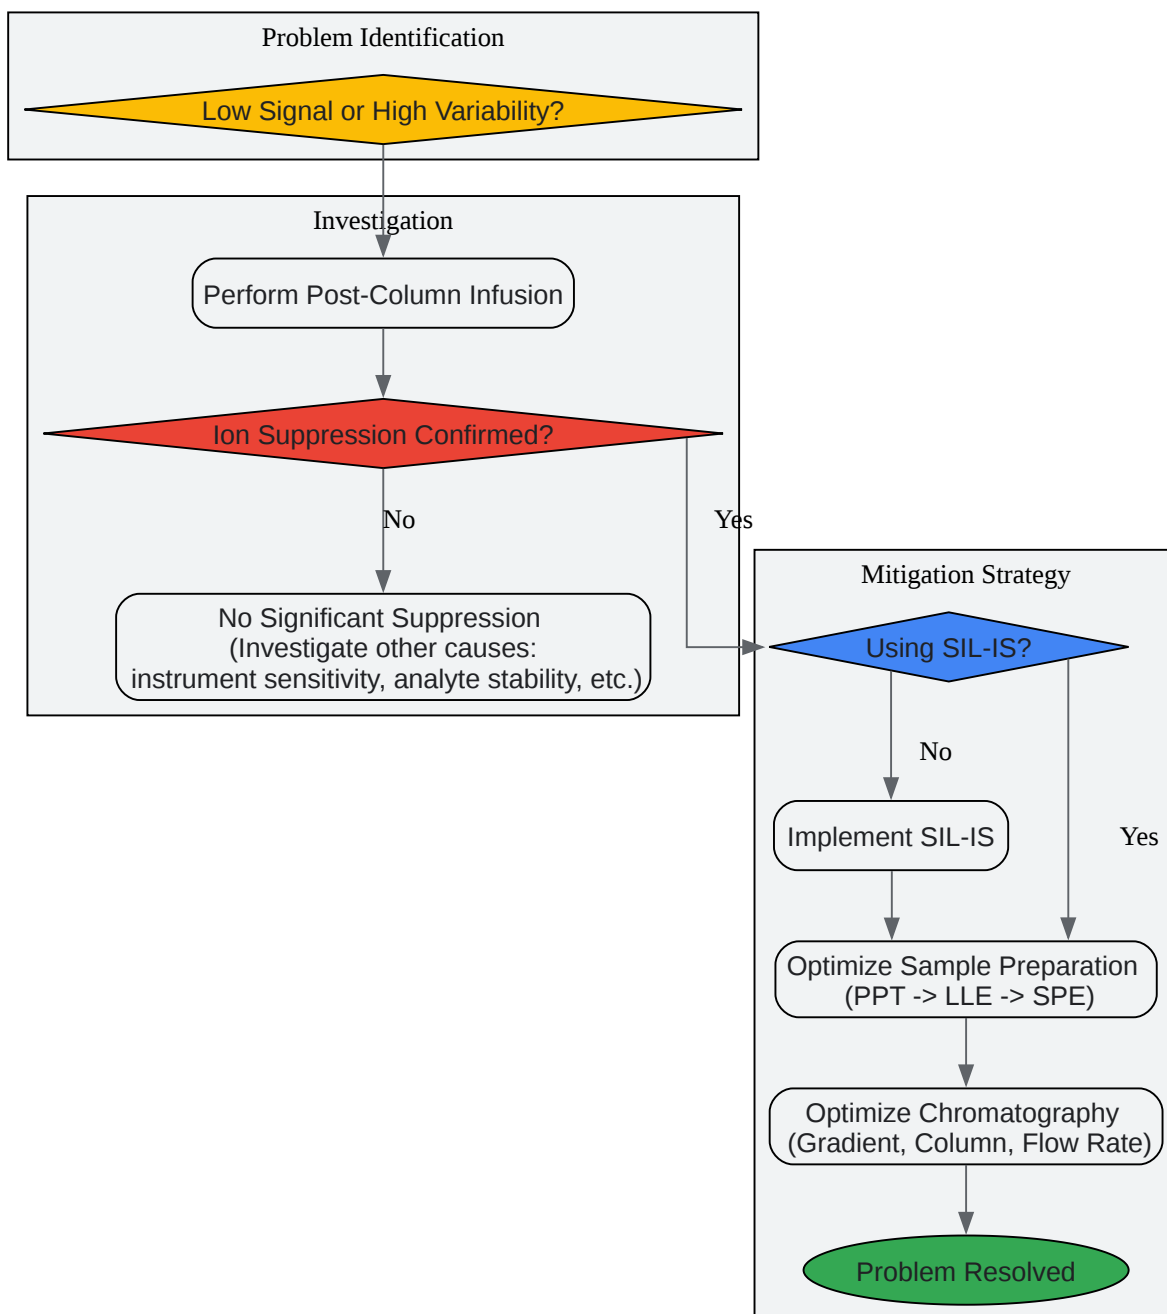 Problem Identification
Low Signal or High Variability?
Investigation
Perform Post-Column Infusion
Ion Suppression Confirmed?
No
Yes
No Significant Suppression
(Investigate other causes:
instrument sensitivity, analyte stability, etc.)
Mitigation Strategy
Using SIL-IS?
No
Implement SIL-IS
Yes
Optimize Sample Preparation
(PPT -> LLE -> SPE)
Optimize Chromatography
(Gradient, Column, Flow Rate)
Problem Resolved